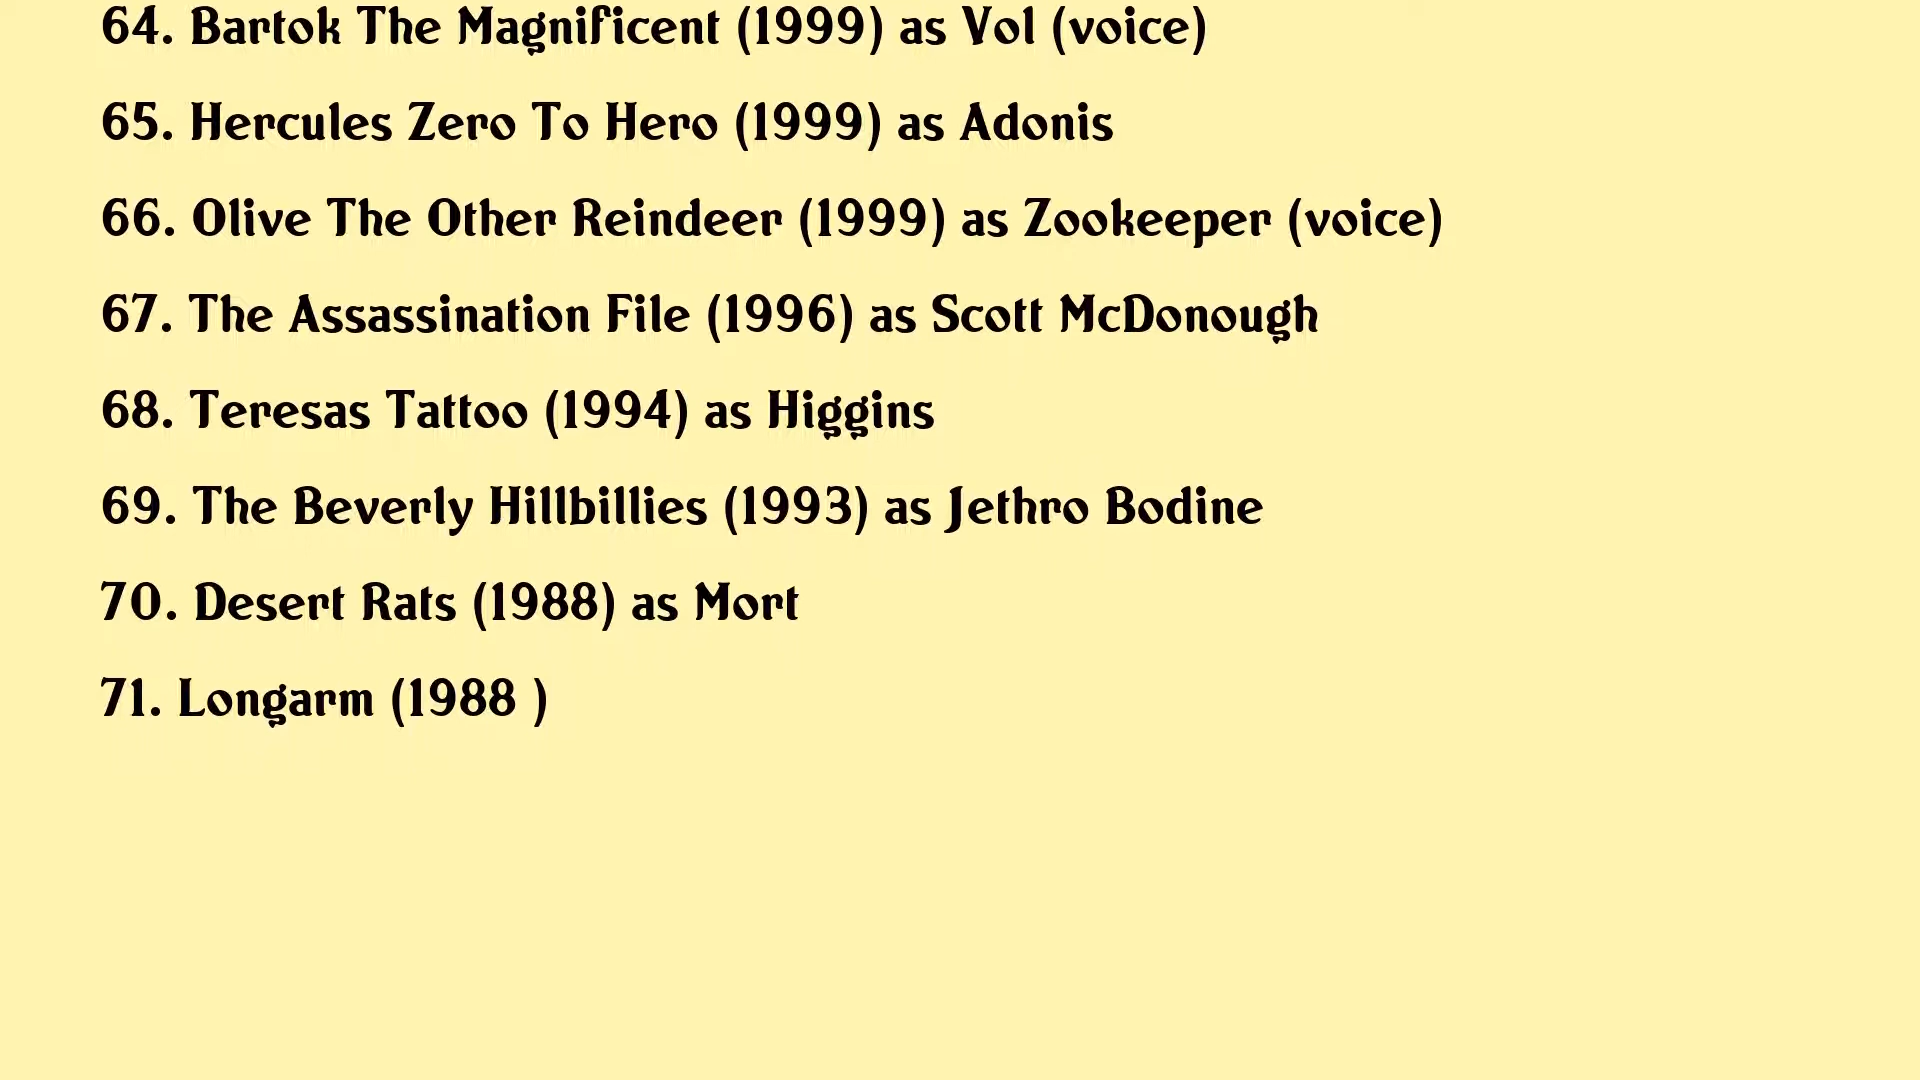 64. Bartok The Magnificent (1999) as Vol (voice)
65. Hercules Zero To Hero (1999) as Adonis
66. Olive The Other Reindeer (1999) as Zookeeper (voice)
67. The Assassination File (1996) as Scott McDonough
68. Teresas Tattoo (1994) as Higgins
69. The Beverly Hillbillies (1993) as Jethro Bodine
70. Desert Rats (1988) as Mort
71. Longarm (1988 )